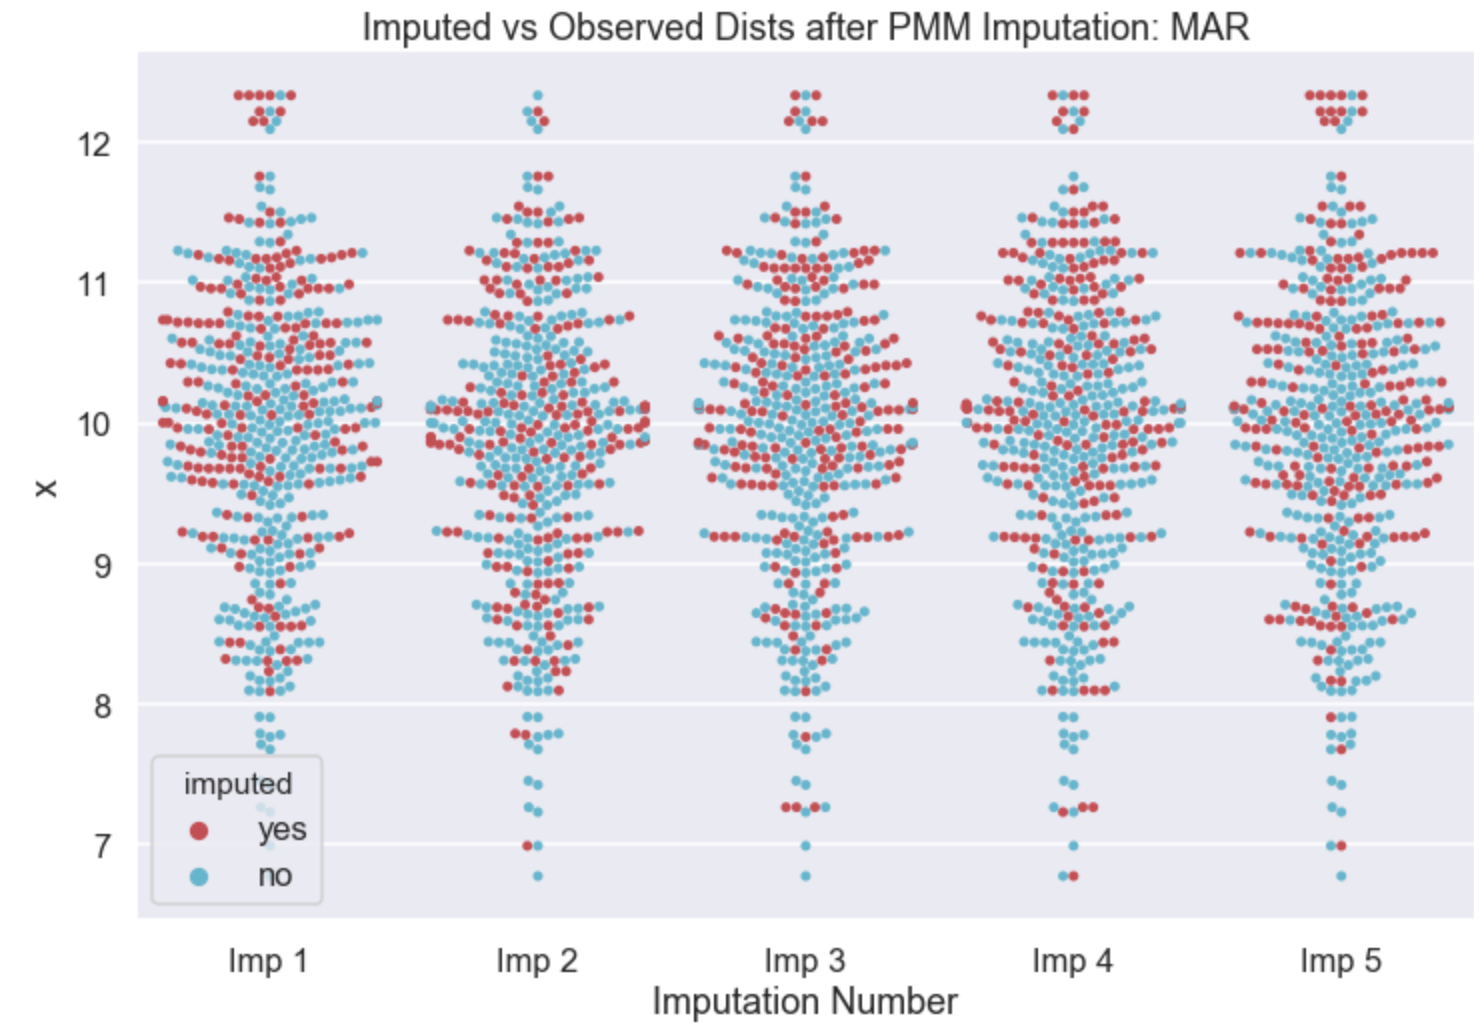 Imputed vs Observed Dists after PMM Imputation: MAR
12
11
10
9
8
7
x
imputed
yes
no
Imp 1 Imp 2 Imp 3 Imp 4 Imp 5
Imputation Number